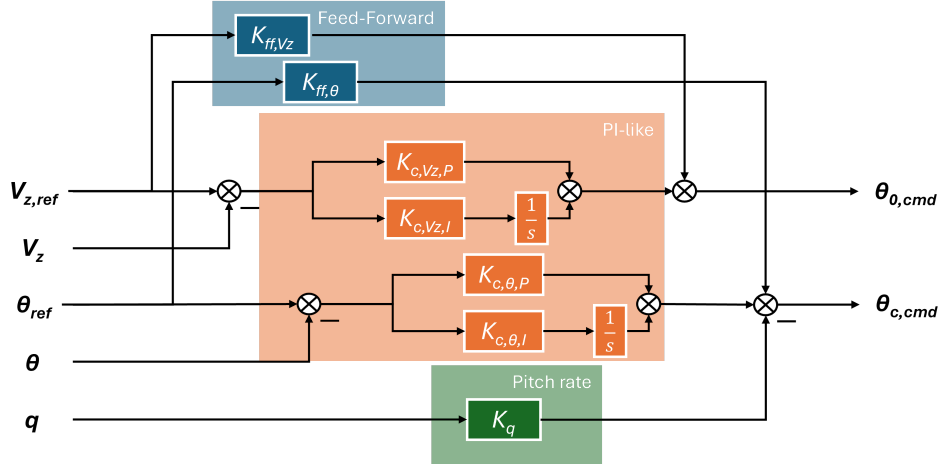 Feed-Forward
K_ff,Vz
K_ff,θ
PI-like
K_c,Vz,P
V_z,ref
θ_0,cmd
K_c,Vz,I
1/s
V_z
K_c,θ,P
θ_ref
θ_c,cmd
K_c,θ,I
1/s
θ
Pitch rate
q
K_q